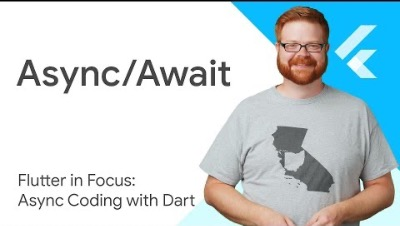 Async/Await
Flutter in Focus:
Async Coding with Dart